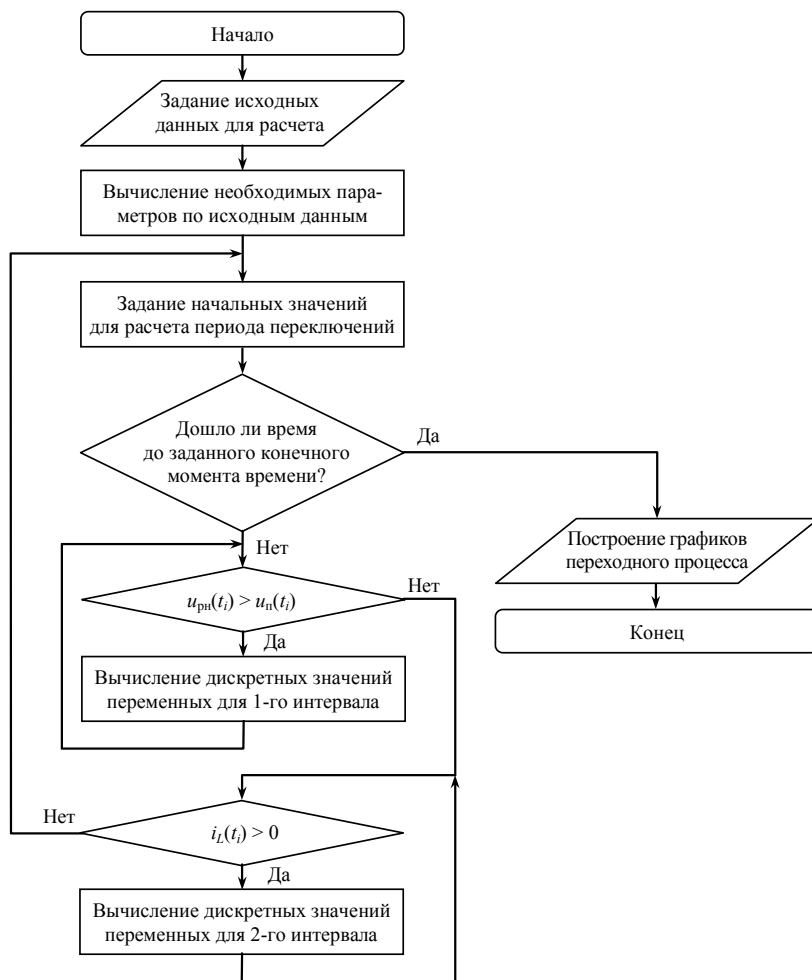 Начало
Задание исходных
данных для расчета
Вычисление необходимых пара-
метров по исходным данным
Задание начальных значений
для расчета периода переключений
Дошло ли время
до заданного конечного
момента времени?
Да
Построение графиков
переходного процесса
Конец
Нет
uрн(ti) > uп(ti)
Нет
Да
Вычисление дискретных значений
переменных для 1-го интервала
Нет
iL(ti) > 0
Да
Вычисление дискретных значений
переменных для 2-го интервала